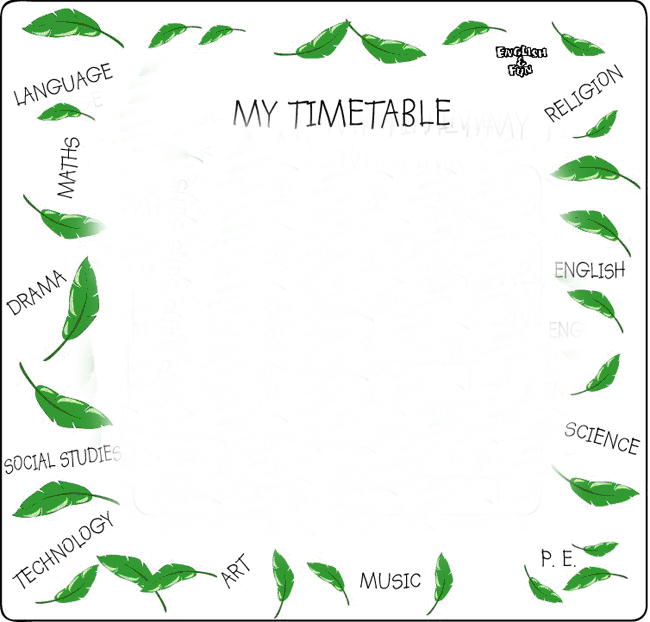 ENGLISH
&
FUN
LANGUAGE
RELIGION
MY TIMETABLE
MATHS
ENGLISH
DRAMA
SCIENCE
SOCIAL STUDIES
TECHNOLOGY
ART
MUSIC
P. E.